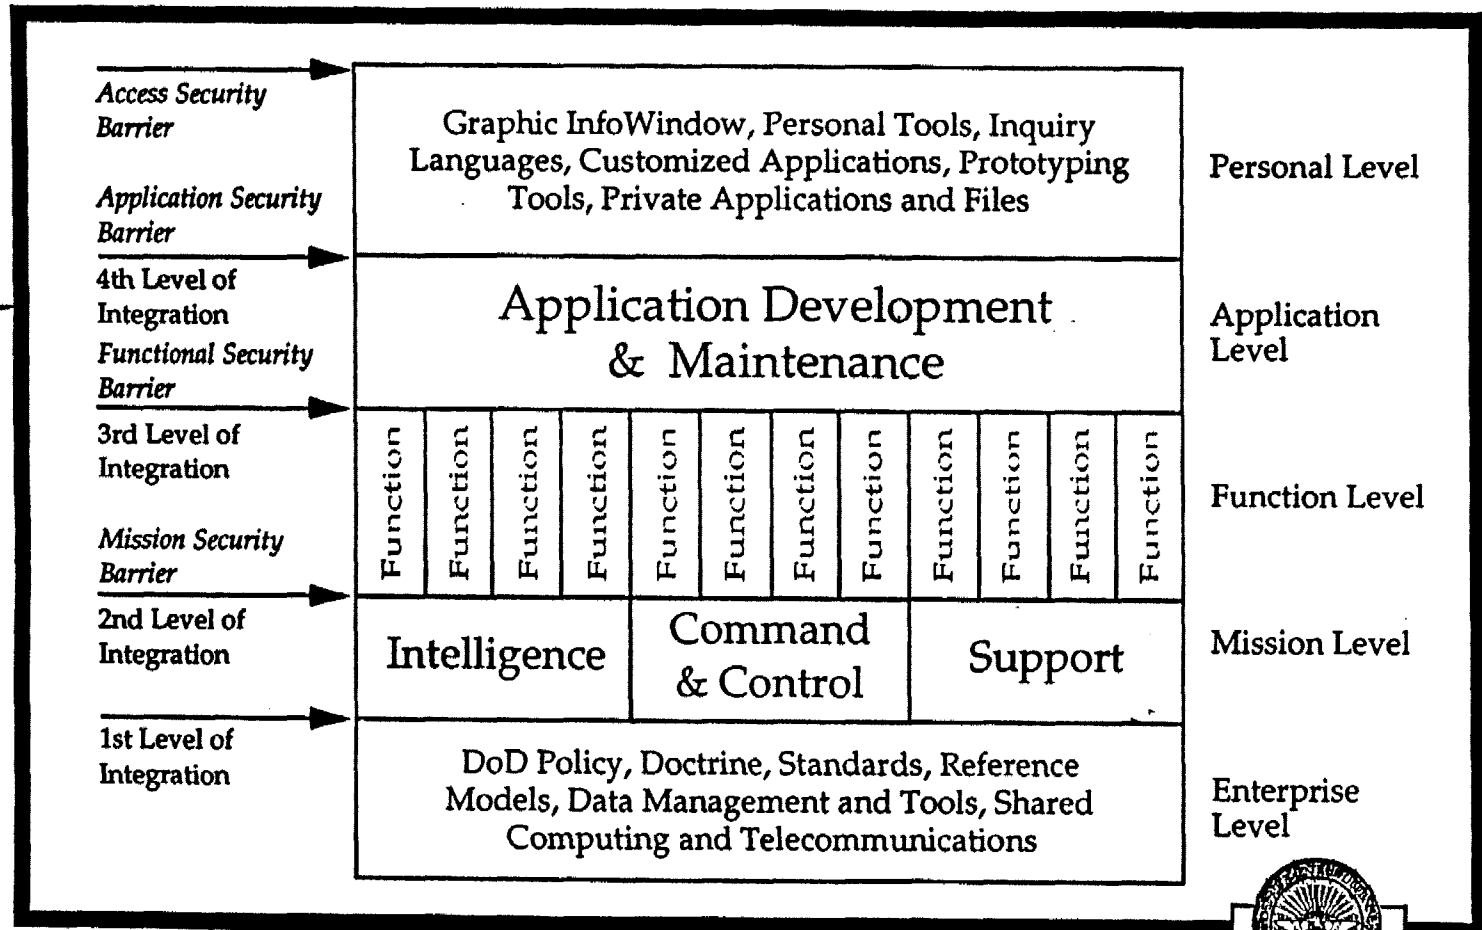 Access Security
Barrier
Application Security
Barrier
4th Level of
Integration
Functional Security
Barrier
3rd Level of
Integration
Mission Security
Barrier
2nd Level of
Integration
1st Level of
Integration
Graphic InfoWindow, Personal Tools, Inquiry
Languages, Customized Applications, Prototyping
Tools, Private Applications and Files
Application Development
& Maintenance
Function
Function
Function
Function
Function
Function
Function
Function
Function
Function
Function
Function
Intelligence
Command
& Control
Support
DoD Policy, Doctrine, Standards, Reference
Models, Data Management and Tools, Shared
Computing and Telecommunications
Personal Level
Application
Level
Function Level
Mission Level
Enterprise
Level